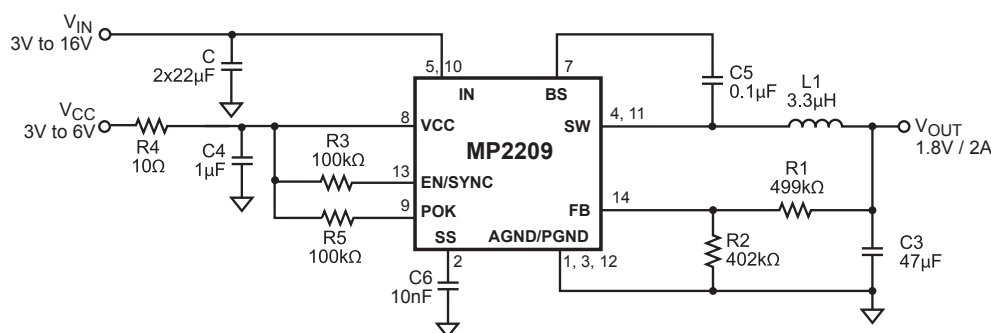 VIN
3V to 16V
C
2x22µF
5, 10
7
IN
BS
C5
0.1µF
L1
3.3µH
VCC
3V to 6V
R4
10Ω
C4
1µF
R3
100kΩ
R5
100kΩ
8
VCC
MP2209
SW
4, 11
VOUT
1.8V / 2A
13
EN/SYNC
9
POK
FB
14
R1
499kΩ
R2
402kΩ
C3
47µF
SS
AGND/PGND
2
1, 3, 12
C6
10nF